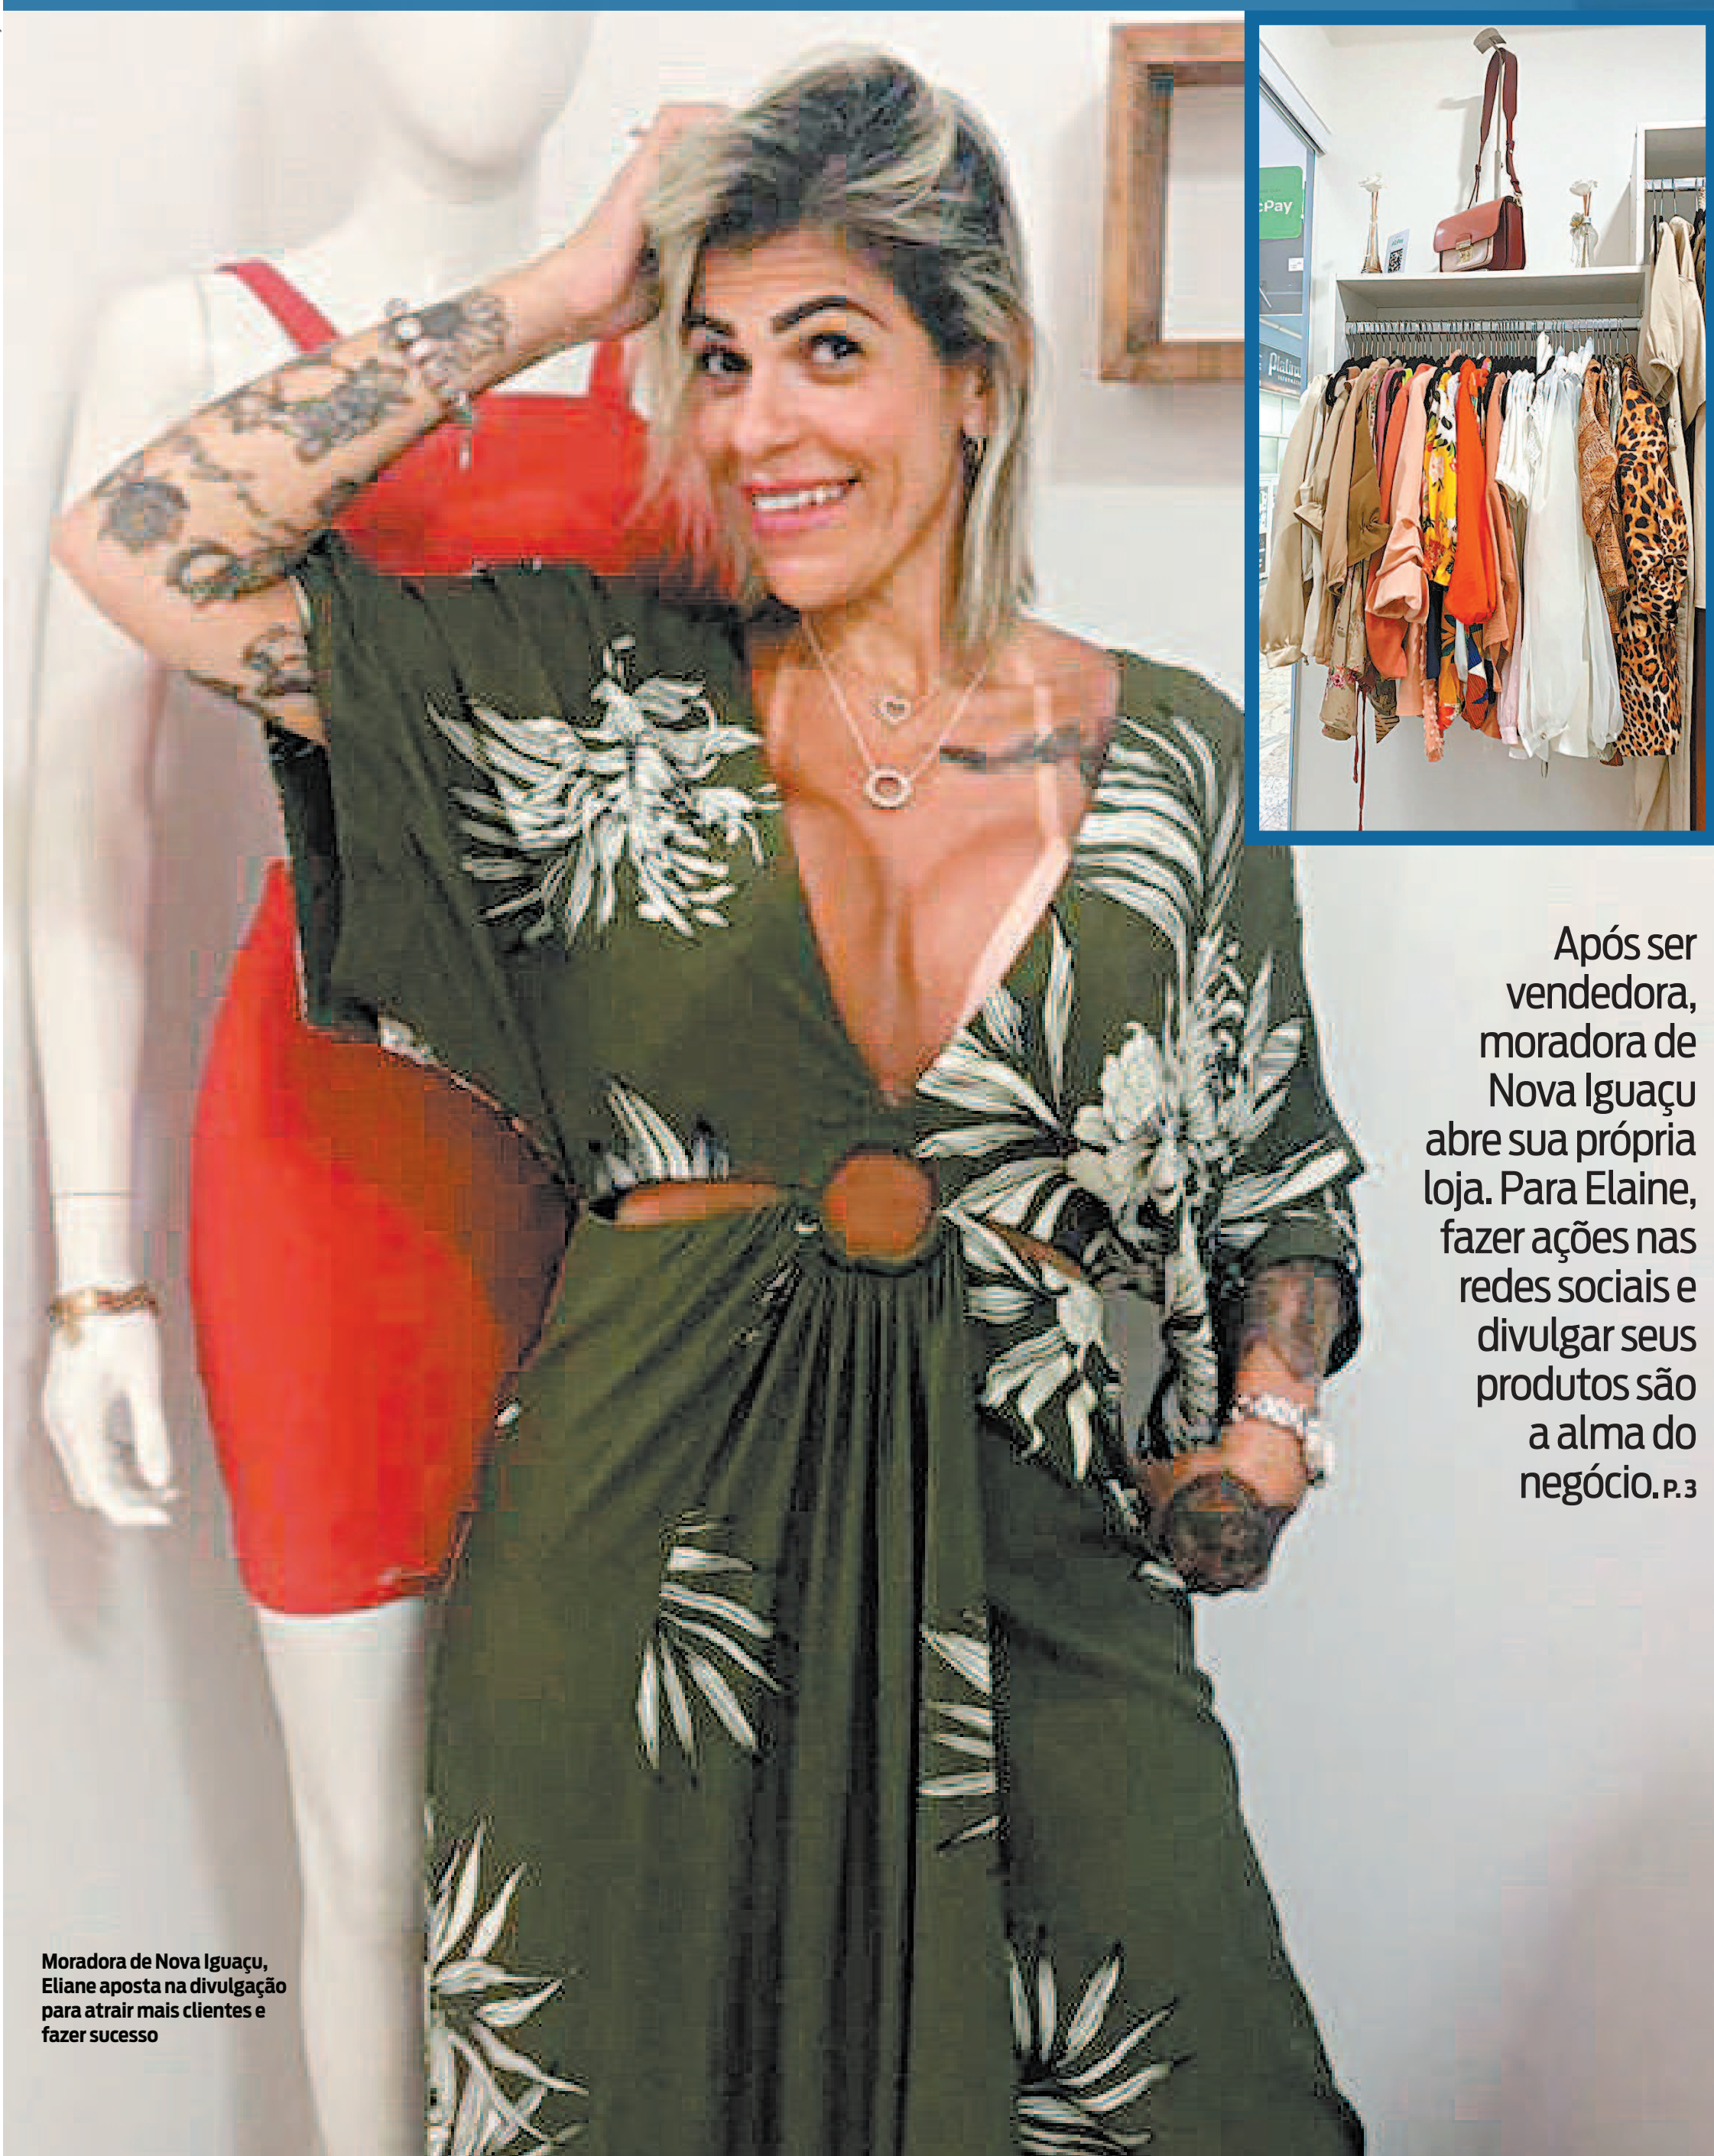 cPay
Após ser
vendedora,
moradora de
Nova Iguaçu
abre sua própria
loja. Para Elaine,
fazer ações nas
redes sociais e
divulgar seus
produtos são
a alma do
negócio. P. 3
Moradora de Nova Iguaçu,
Eliane aposta na divulgação
para atrair mais clientes e
fazer sucesso